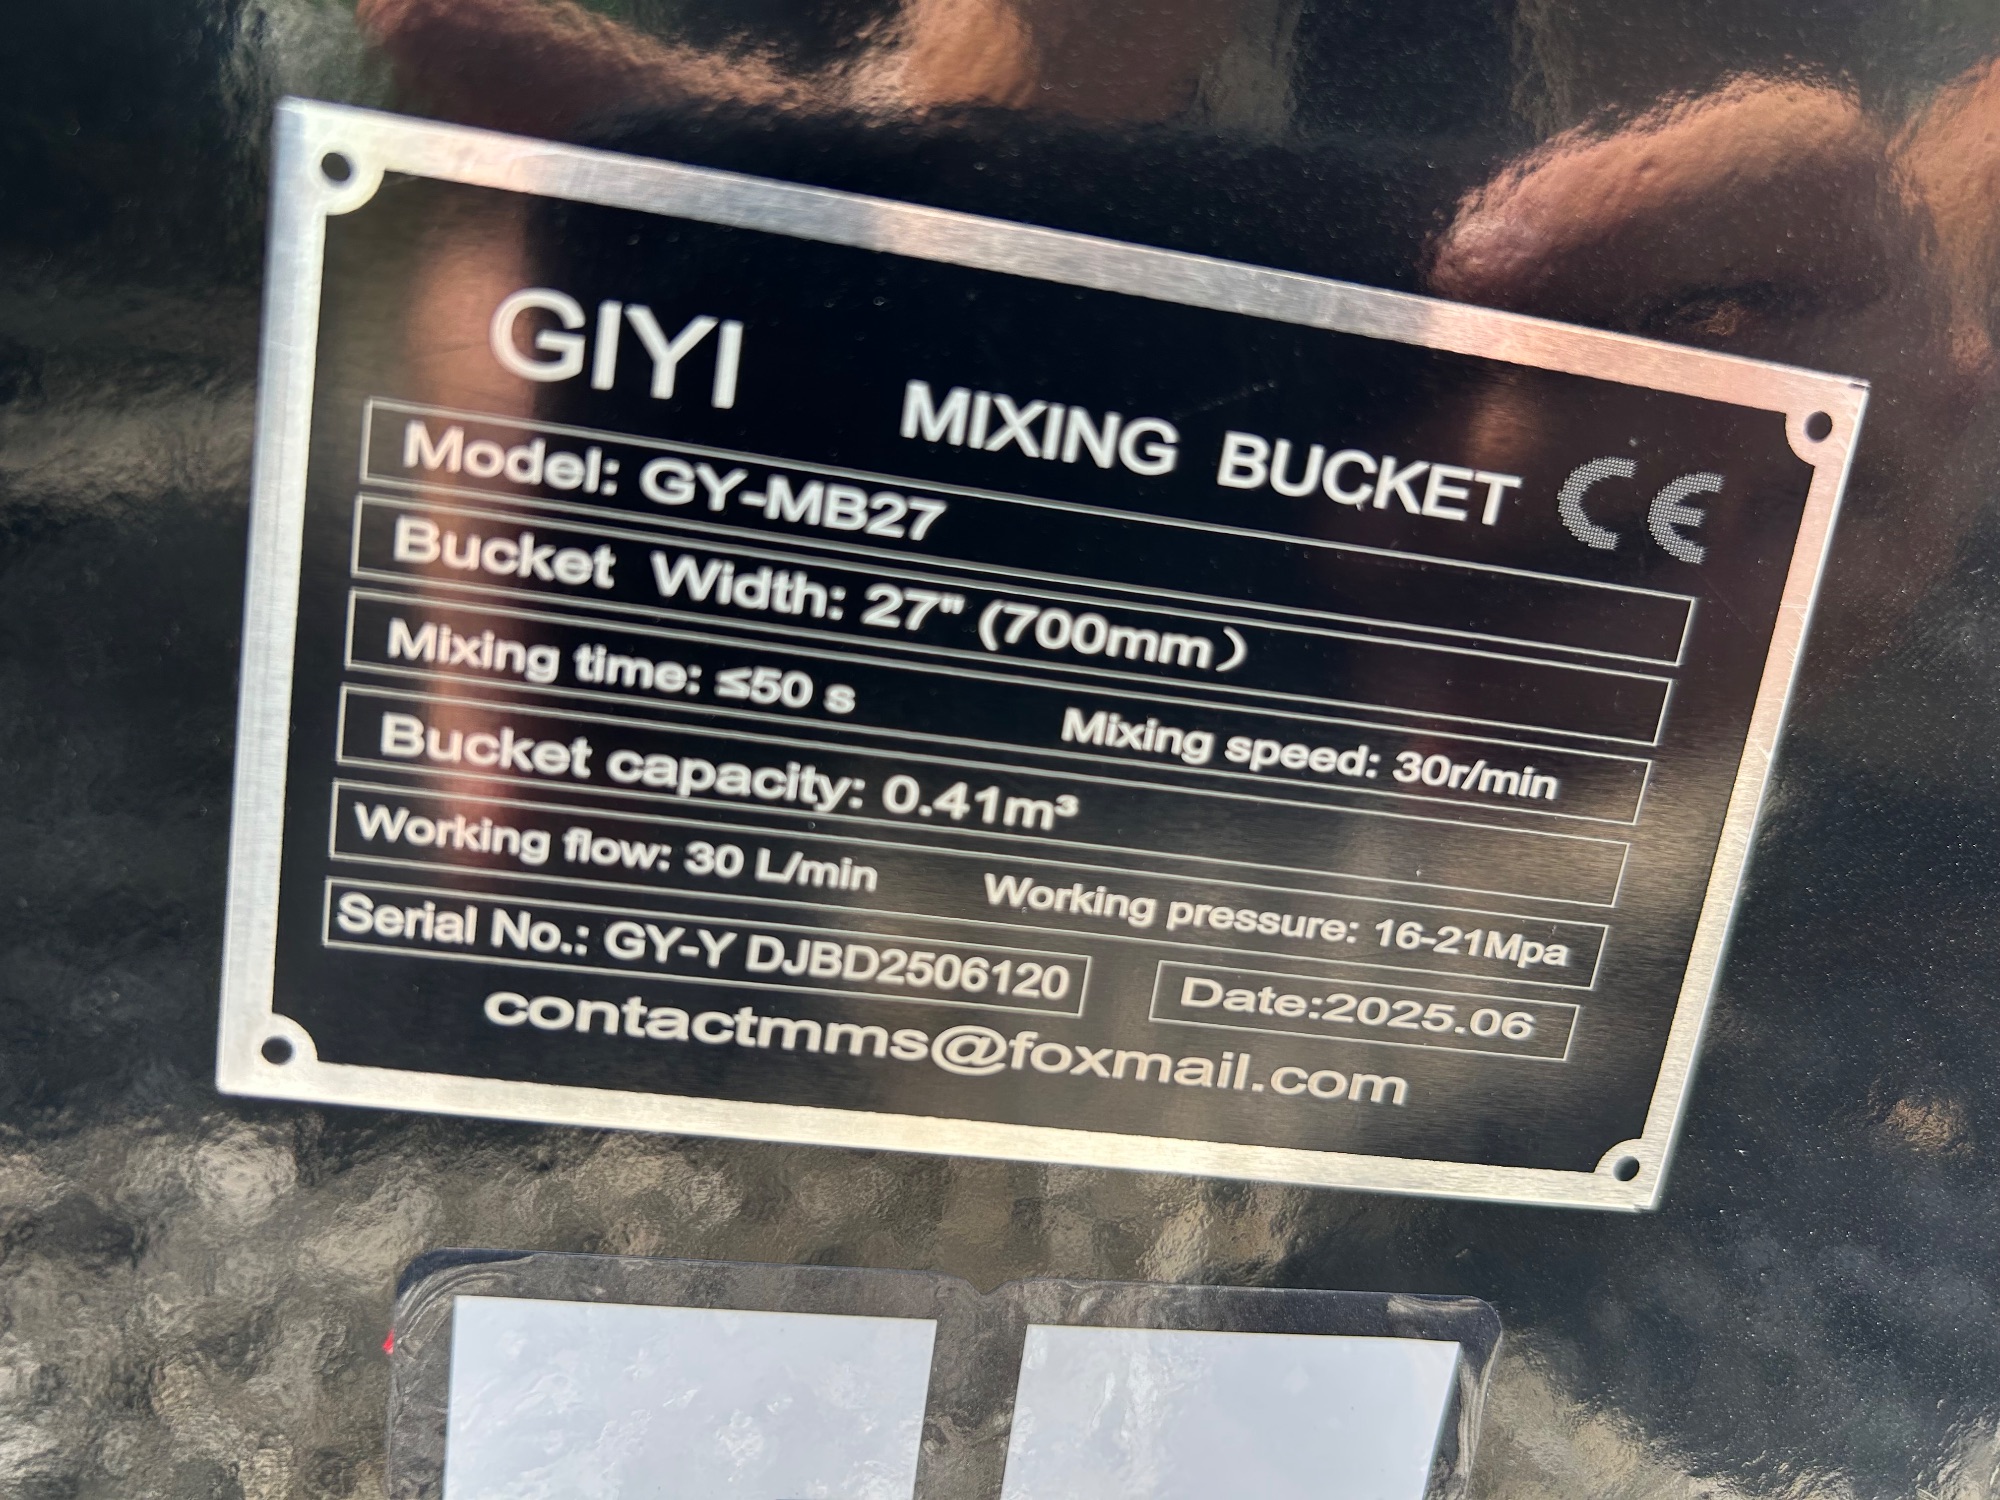 GIYI MIXING BUCKET CE
Model: GY-MB27
Bucket Width: 27" (700mm）
Mixing time: ≤50 s Mixing speed: 30r/min
Bucket capacity: 0.41m³
Working flow: 30 L/min Working pressure: 16-21Mpa
Serial No.: GY-Y DJBD2506120 Date:2025.06
contactmms@foxmail.com